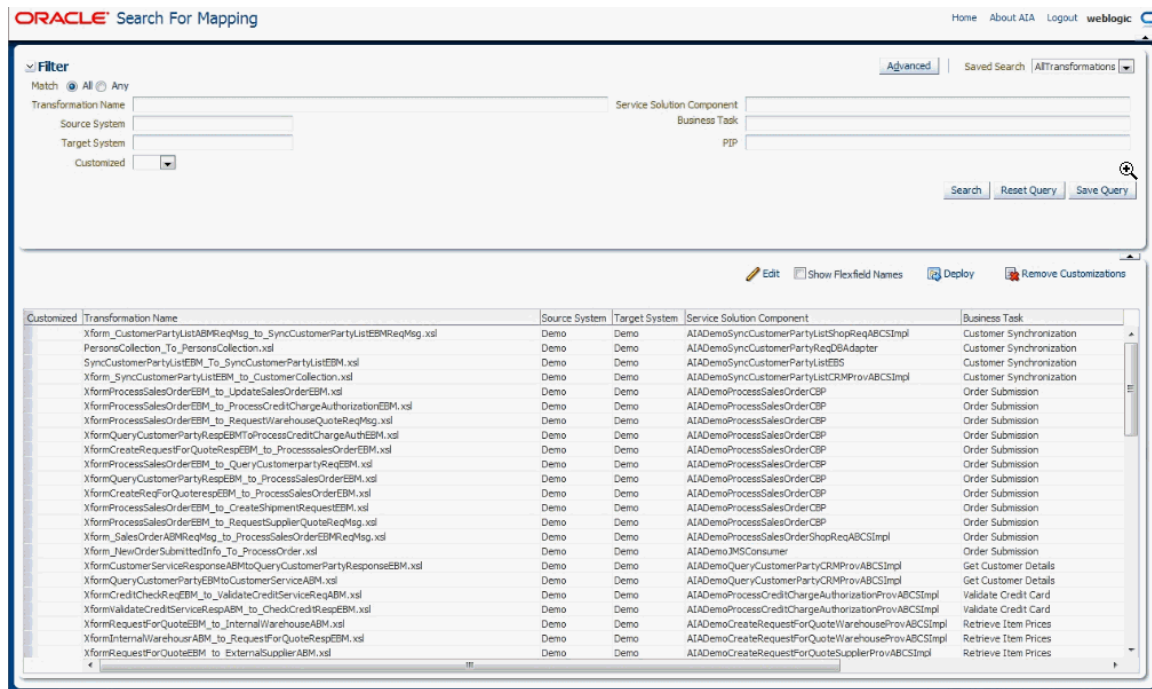 ORACLE® Search For Mapping
Home About AIA Logout weblogic
Filter
Advanced Saved Search AllTransformations
Match All Any
Transformation Name Service Solution Component
Source System Business Task
Target System PIP
Customized
Search Reset Query Save Query
Edit Show Flexfield Names Deploy Remove Customizations
Customized Transformation Name Source System Target System Service Solution Component Business Task
Xform_CustomerPartyListABMReqMsg_to_SyncCustomerPartyListEBMReqMsg.xsl Demo Demo AIADemoSyncCustomerPartyListShopReqABCSImpl Customer Synchronization
PersonsCollection_To_PersonsCollection.xsl Demo Demo AIADemoSyncCustomerPartyReqDBAdapter Customer Synchronization
SyncCustomerPartyListEBM_To_SyncCustomerPartyListEBM.xsl Demo Demo AIADemoSyncCustomerPartyListEBS Customer Synchronization
Xform_SyncCustomerPartyListEBM_to_CustomerCollection.xsl Demo Demo AIADemoSyncCustomerPartyListCRMProvABCSImpl Customer Synchronization
XformProcessSalesOrderEBM_to_UpdateSalesOrderEBM.xsl Demo Demo AIADemoProcessSalesOrderCBP Order Submission
XformProcessSalesOrderEBM_to_ProcessCreditChargeAuthorizationEBM.xsl Demo Demo AIADemoProcessSalesOrderCBP Order Submission
XformProcessSalesOrderEBM_to_RequestWarehouseQuoteReqMsg.xsl Demo Demo AIADemoProcessSalesOrderCBP Order Submission
XformQueryCustomerPartyRespEBMToProcessCreditChargeAuthEBM.xsl Demo Demo AIADemoProcessSalesOrderCBP Order Submission
XformCreateRequestForQuoteRespEBM_to_ProcesssalesOrderEBM.xsl Demo Demo AIADemoProcessSalesOrderCBP Order Submission
XformProcessSalesOrderEBM_to_QueryCustomerpartyReqEBM.xsl Demo Demo AIADemoProcessSalesOrderCBP Order Submission
XformQueryCustomerPartyRespEBM_to_ProcessSalesOrderEBM.xsl Demo Demo AIADemoProcessSalesOrderCBP Order Submission
XformCreateReqForQuoterespEBM_to_ProcessSalesOrderEBM.xsl Demo Demo AIADemoProcessSalesOrderCBP Order Submission
XformProcessSalesOrderEBM_to_CreateShipmentRequestEBM.xsl Demo Demo AIADemoProcessSalesOrderCBP Order Submission
XformProcessSalesOrderEBM_to_RequestSupplierQuoteReqMsg.xsl Demo Demo AIADemoProcessSalesOrderCBP Order Submission
Xform_SalesOrderABMReqMsg_to_ProcessSalesOrderEBMReqMsg.xsl Demo Demo AIADemoProcessSalesOrderShopReqABCSImpl Order Submission
Xform_NewOrderSubmittedInfo_To_ProcessOrder.xsl Demo Demo AIADemoJMSConsumer Order Submission
XformCustomerServiceResponseABMtoQueryCustomerPartyResponseEBM.xsl Demo Demo AIADemoQueryCustomerPartyCRMProvABCSImpl Get Customer Details
XformQueryCustomerPartyEBMtoCustomerServiceABM.xsl Demo Demo AIADemoQueryCustomerPartyCRMProvABCSImpl Get Customer Details
XformCreditCheckReqEBM_to_ValidateCreditServiceReqABM.xsl Demo Demo AIADemoProcessCreditChargeAuthorizationProvABCSImpl Validate Credit Card
XformValidateCreditServiceRespABM_to_CheckCreditRespEBM.xsl Demo Demo AIADemoProcessCreditChargeAuthorizationProvABCSImpl Validate Credit Card
XformRequestForQuoteEBM_to_InternalWarehouseABM.xsl Demo Demo AIADemoCreateRequestForQuoteWarehouseProvABCSImpl Retrieve Item Prices
XformInternalWarehousrABM_to_RequestForQuoteRespEBM.xsl Demo Demo AIADemoCreateRequestForQuoteWarehouseProvABCSImpl Retrieve Item Prices
XformRequestForQuoteEBM_to_ExternalSupplierABM.xsl Demo Demo AIADemoCreateRequestForQuoteSupplierProvABCSImpl Retrieve Item Prices